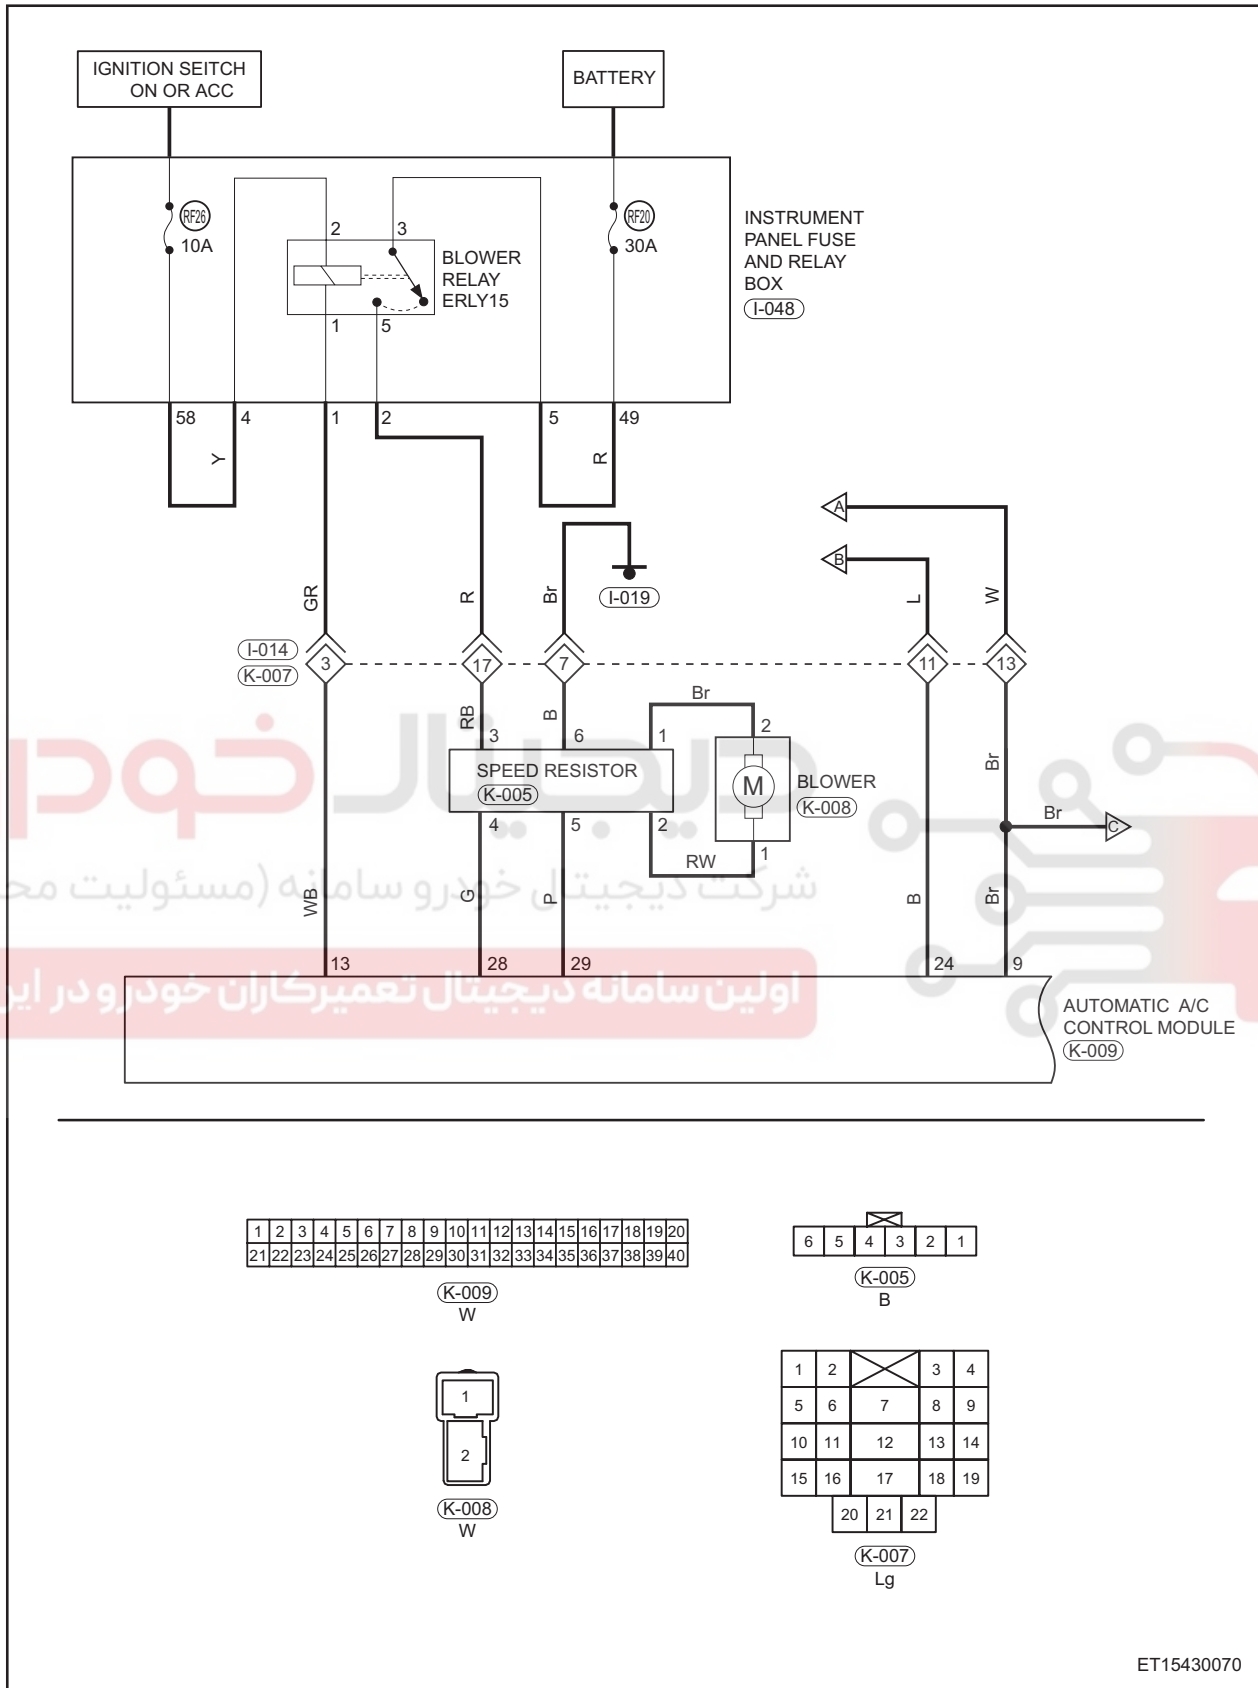 IGNITION SEITCH
ON OR ACC
BATTERY
RF26
10A
2
3
BLOWER
RELAY
ERLY15
1
5
RF20
30A
INSTRUMENT
PANEL FUSE
AND RELAY
BOX
I-048
58
4
1
2
5
49
Y
R
A
B
GR
R
Br
I-019
L
W
I-014
K-007
3
17
7
11
13
RB
B
Br
Br
3
6
1
2
SPEED RESISTOR
K-005
M
BLOWER
K-008
Br
C
4
5
2
1
RW
دیجیتال خودر
شرکت دیجیتال خودرو سامانه (مسئولیت مح
WB
G
P
B
Br
13
28
29
24
9
اولین سامانه دیجیتال تعمیرکاران خودرو در ایر
AUTOMATIC A/C
CONTROL MODULE
K-009
1 2 3 4 5 6 7 8 9 10 11 12 13 14 15 16 17 18 19 20
21 22 23 24 25 26 27 28 29 30 31 32 33 34 35 36 37 38 39 40
K-009
W
6 5 4 3 2 1
K-005
B
1
2
K-008
W
1 2 3 4
5 6 7 8 9
10 11 12 13 14
15 16 17 18 19
20 21 22
K-007
Lg
ET15430070